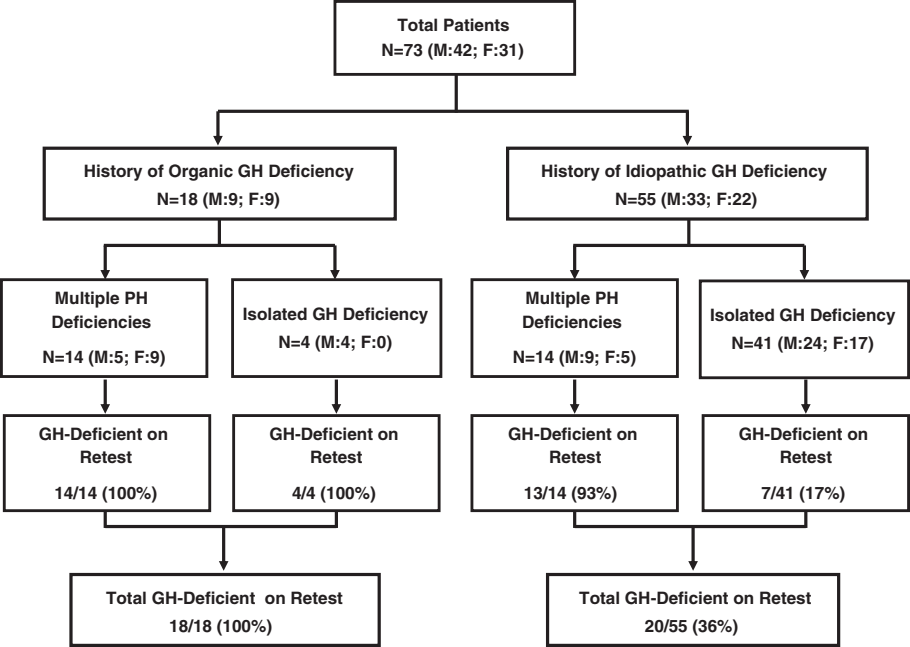 Total Patients
N=73 (M:42; F:31)
History of Organic GH Deficiency
N=18 (M:9; F:9)
History of Idiopathic GH Deficiency
N=55 (M:33; F:22)
Multiple PH
Deficiencies
N=14 (M:5; F:9)
Isolated GH Deficiency
N=4 (M:4; F:0)
Multiple PH
Deficiencies
N=14 (M:9; F:5)
Isolated GH Deficiency
N=41 (M:24; F:17)
GH-Deficient on
Retest
14/14 (100%)
GH-Deficient on
Retest
4/4 (100%)
GH-Deficient on
Retest
13/14 (93%)
GH-Deficient on
Retest
7/41 (17%)
Total GH-Deficient on Retest
18/18 (100%)
Total GH-Deficient on Retest
20/55 (36%)